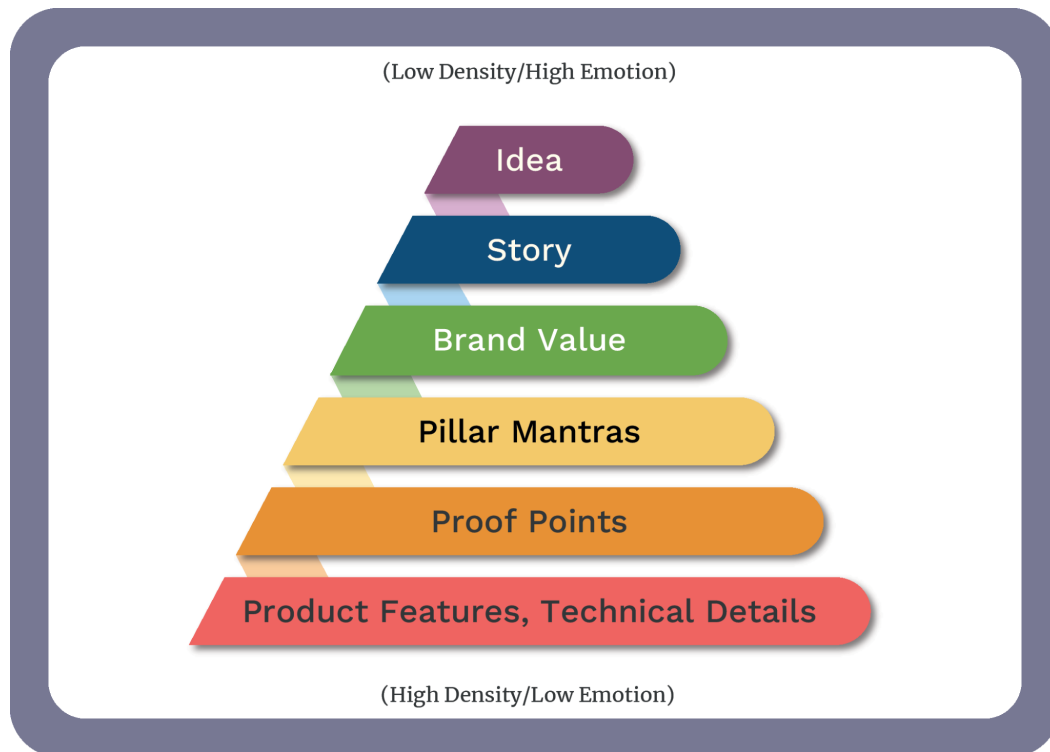 (Low Density/High Emotion)
Idea
Story
Brand Value
Pillar Mantras
Proof Points
Product Features, Technical Details
(High Density/Low Emotion)